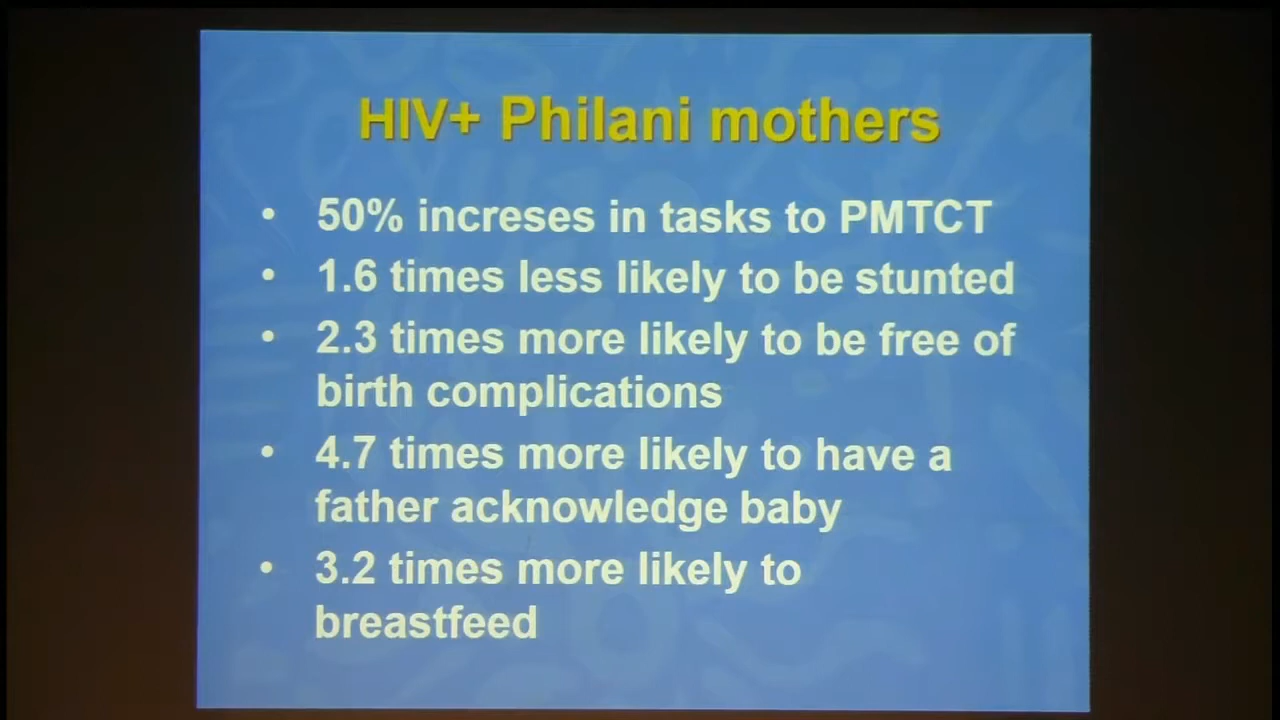 HIV+ Philani mothers
• 50% increses in tasks to PMTCT
• 1.6 times less likely to be stunted
• 2.3 times more likely to be free of
birth complications
• 4.7 times more likely to have a
father acknowledge baby
• 3.2 times more likely to
breastfeed